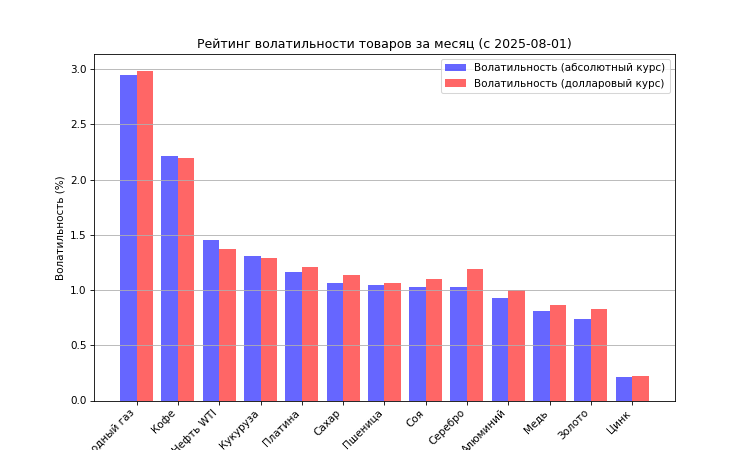 Рейтинг волатильности товаров за месяц (с 2025-08-01)
Волатильность (абсолютный курс)
Волатильность (долларовый курс)
Волатильность (%)
3.0
2.5
2.0
1.5
1.0
0.5
0.0
газ
Кофе
Нефть WTI
Кукуруза
Платина
Сахар
Пшеница
Соя
Серебро
Алюминий
Медь
Золото
Цинк